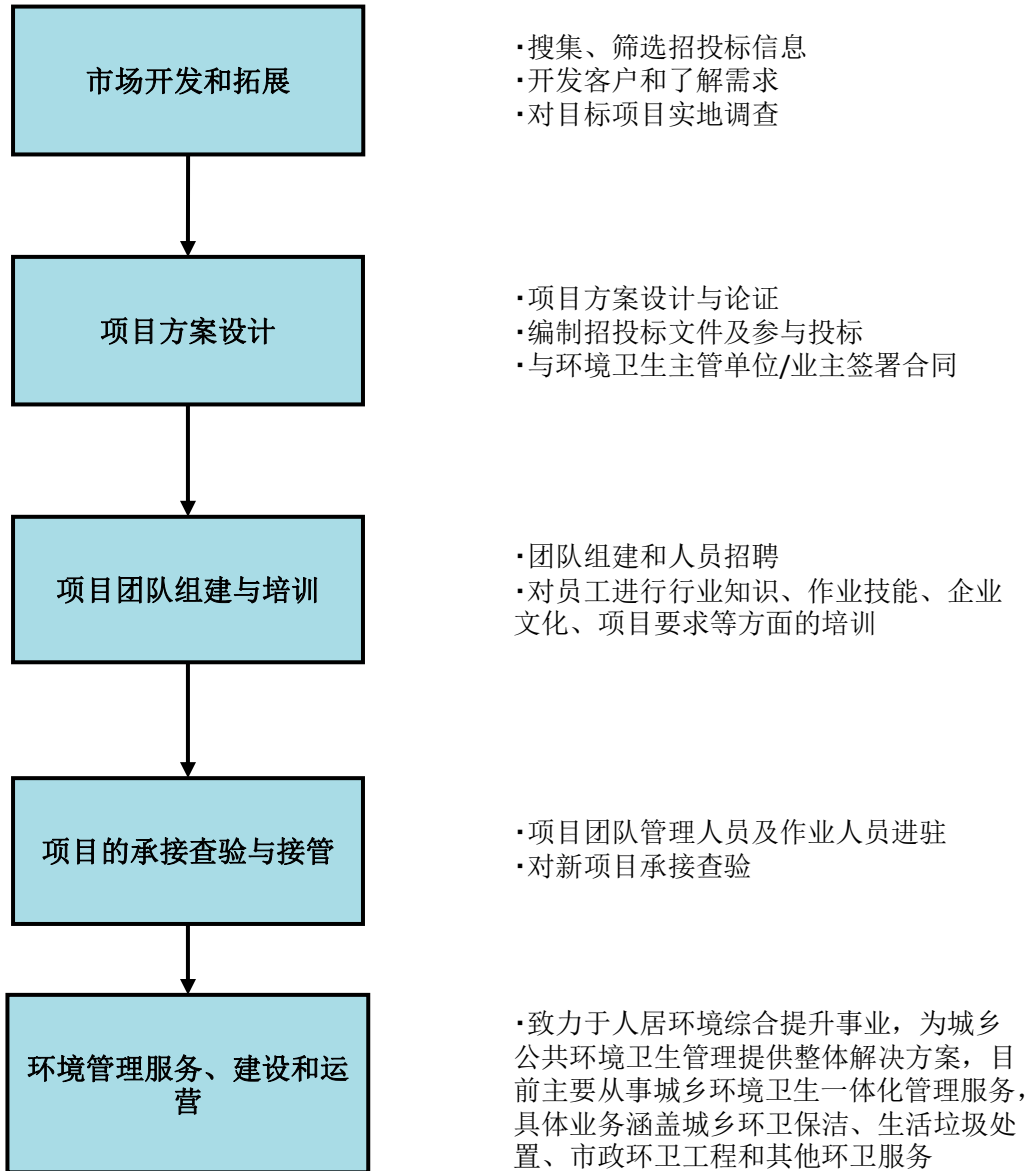 市场开发和拓展
·搜集、筛选招投标信息
·开发客户和了解需求
·对目标项目实地调查
项目方案设计
·项目方案设计与论证
·编制招投标文件及参与投标
·与环境卫生主管单位/业主签署合同
项目团队组建与培训
·团队组建和人员招聘
·对员工进行行业知识、作业技能、企业
文化、项目要求等方面的培训
项目的承接查验与接管
·项目团队管理人员及作业人员进驻
·对新项目承接查验
环境管理服务、建设和运
营
·致力于人居环境综合提升事业，为城乡
公共环境卫生管理提供整体解决方案，目
前主要从事城乡环境卫生一体化管理服务，
具体业务涵盖城乡环卫保洁、生活垃圾处
置、市政环卫工程和其他环卫服务